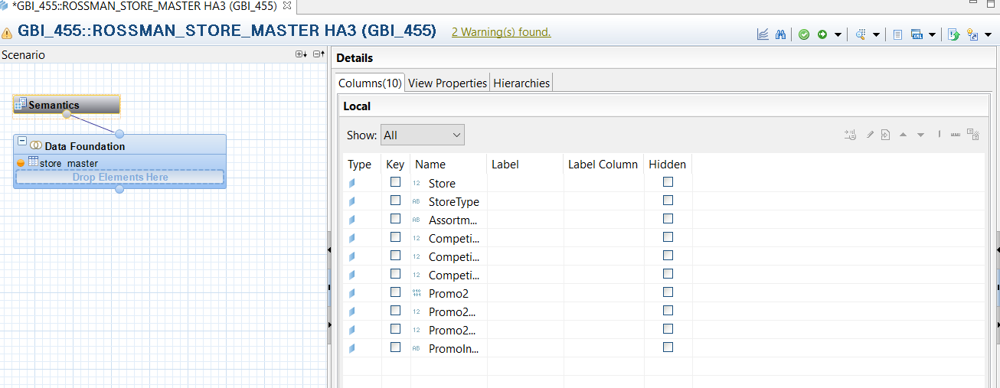 *GBI_455::ROSSMAN_STORE_MASTER HA3 (GBI_455)
GBI_455::ROSSMAN_STORE_MASTER HA3 (GBI_455) 2 Warning(s) found.
Scenario
Semantics
Data Foundation
store_master
Drop Elements Here
Details
Columns(10) View Properties Hierarchies
Local
Show: All
Type Key Name Label Label Column Hidden
12 Store
AB StoreType
AB Assortm...
12 Competi...
12 Competi...
12 Competi...
010 101 Promo2
12 Promo2...
12 Promo2...
AB PromoIn...